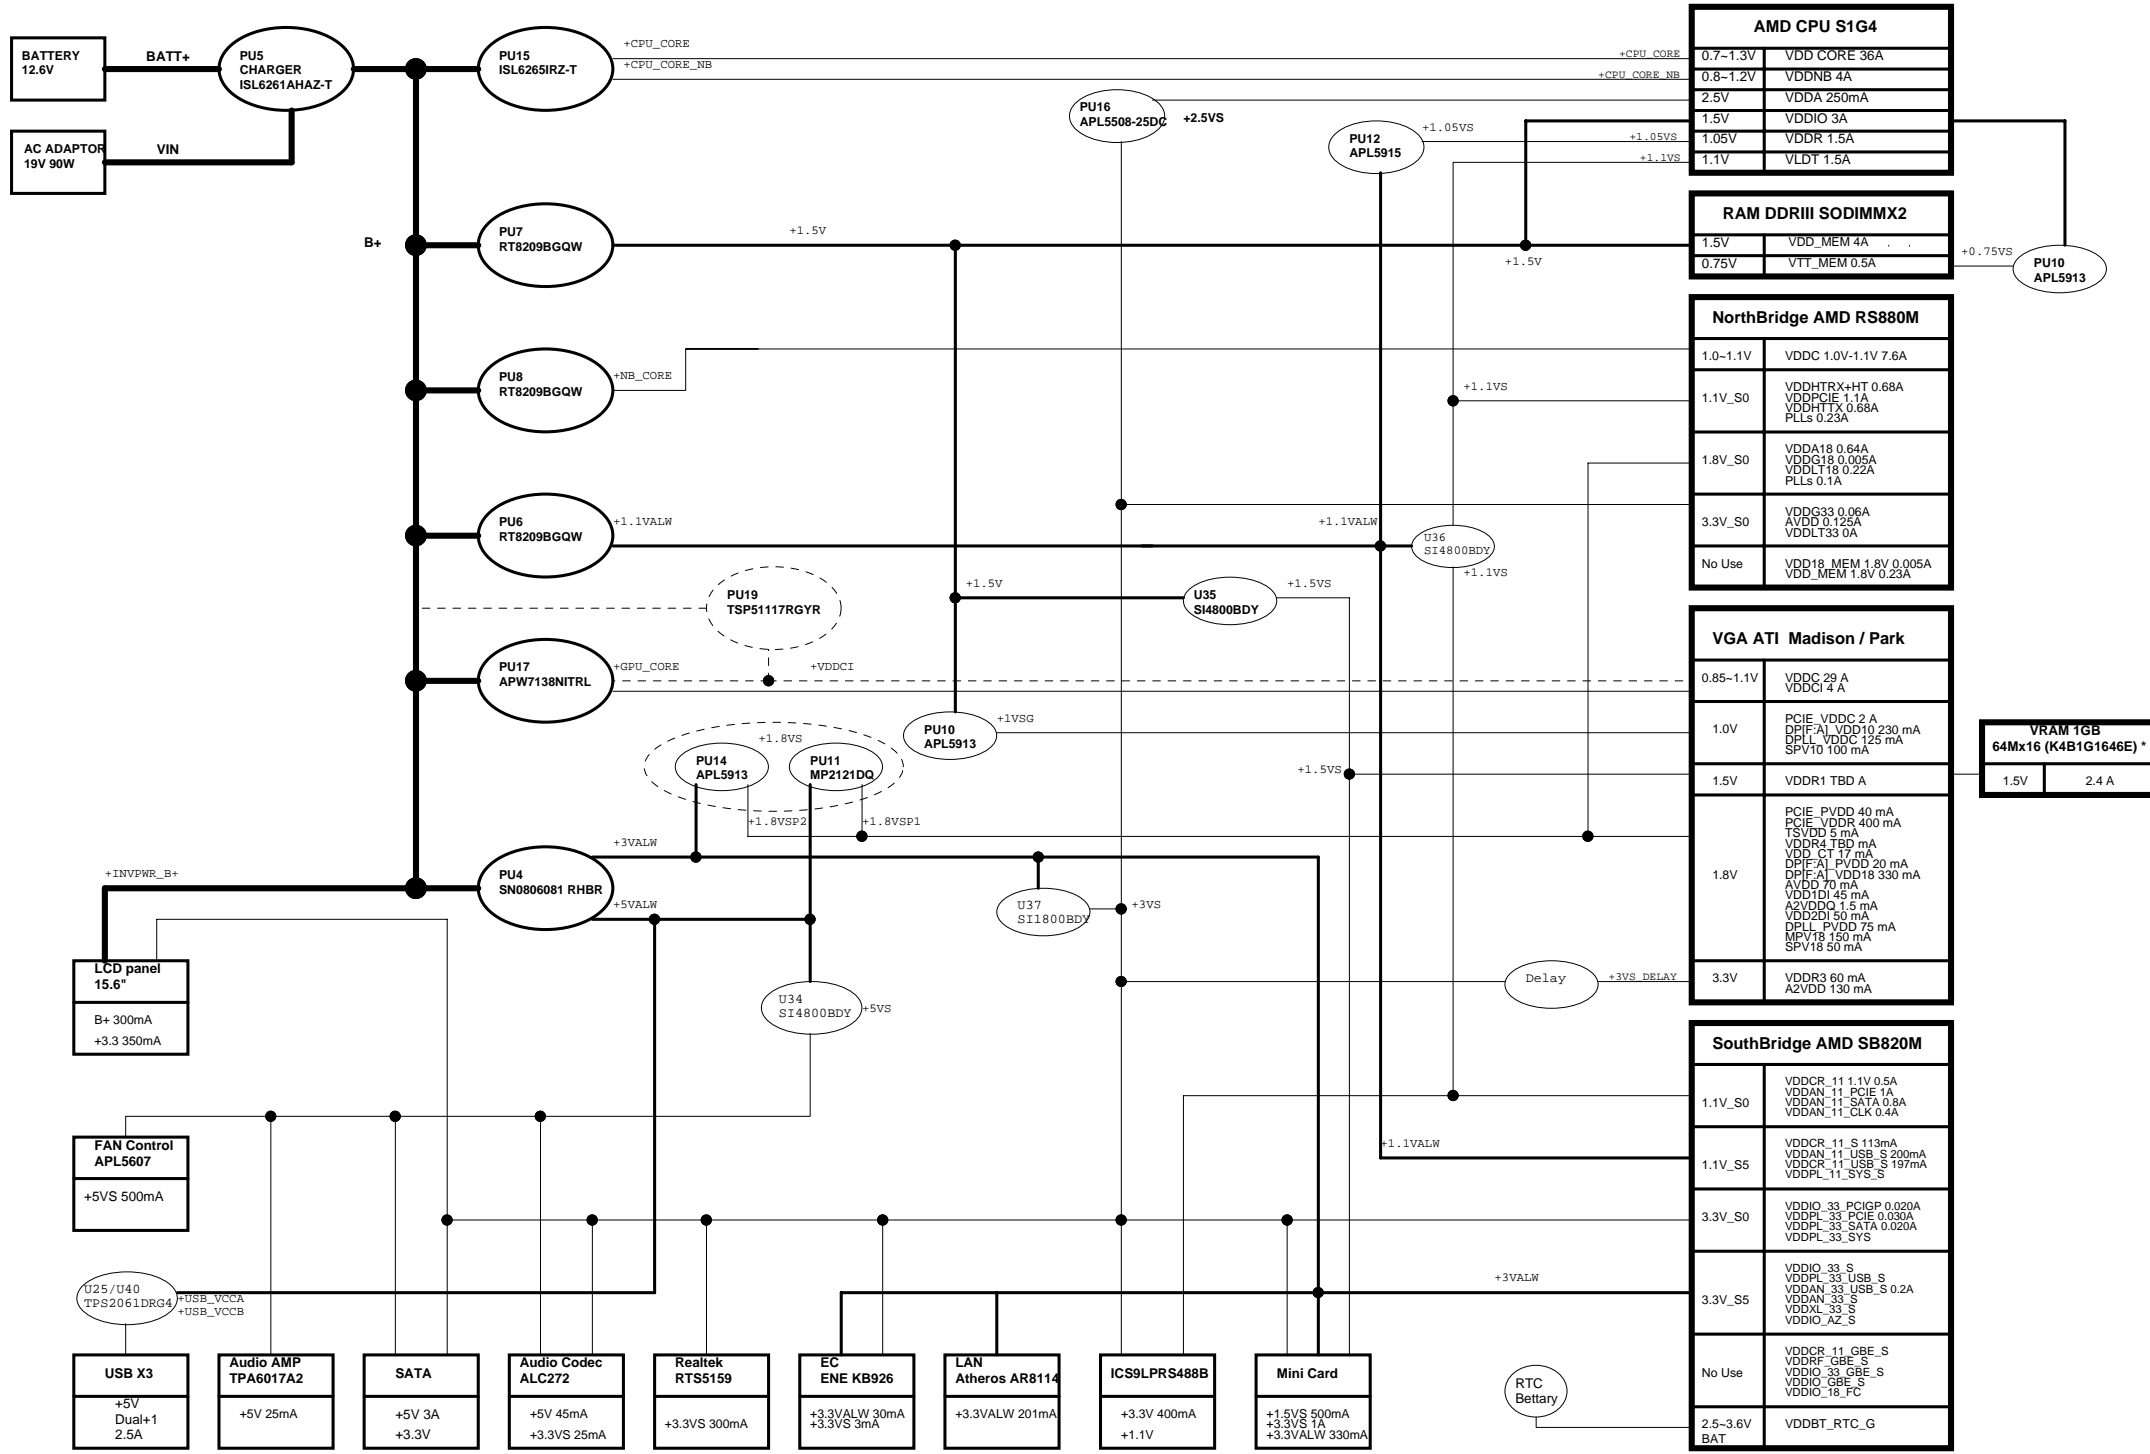 BATTERY
12.6V
BATT+
PU5
CHARGER
ISL6261AHAZ-T
AC ADAPTOR
19V 90W
VIN
PU15
ISL6265IRZ-T
+CPU_CORE
+CPU_CORE_NB
PU16
APL5508-25DC
+2.5VS
PU12
APL5915
+1.05VS
+CPU_CORE
+CPU_CORE_NB
+1.05VS
+1.1VS
AMD CPU S1G4
0.7~1.3V VDD CORE 36A
0.8~1.2V VDDNB 4A
2.5V VDDA 250mA
1.5V VDDIO 3A
1.05V VDDR 1.5A
1.1V VLDT 1.5A
B+
PU7
RT8209BGQW
+1.5V
+1.5V
RAM DDRIII SODIMMX2
1.5V VDD_MEM 4A . .
0.75V VTT_MEM 0.5A
+0.75VS
PU10
APL5913
PU8
RT8209BGQW
+NB_CORE
+1.1VS
NorthBridge AMD RS880M
1.0~1.1V VDDC 1.0V-1.1V 7.6A
1.1V_S0
VDDHTRX+HT 0.68A
VDDPCIE 1.1A
VDDHTTX 0.68A
PLLs 0.23A
1.8V_S0
VDDA18 0.64A
VDDG18 0.005A
VDDLT18 0.22A
PLLs 0.1A
3.3V_S0
VDDG33 0.06A
AVDD 0.125A
VDDLT33 0A
No Use
VDD18_MEM 1.8V 0.005A
VDD_MEM 1.8V 0.23A
PU6
RT8209BGQW
+1.1VALW
+1.1VALW
U36
SI4800BDY
+1.1VS
PU19
TSP51117RGYR
+1.5V
U35
SI4800BDY
+1.5VS
PU17
APW7138NITRL
+GPU_CORE
+VDDCI
PU10
APL5913
+1VSG
+1.8VS
PU14
APL5913
PU11
MP2121DQ
+1.8VSP2
+1.8VSP1
+1.5VS
VGA ATI Madison / Park
0.85~1.1V
VDDC 29 A
VDDCI 4 A
1.0V
PCIE_VDDC 2 A
DP[F:A]_VDD10 230 mA
DPLL_VDDC 125 mA
SPV10 100 mA
1.5V VDDR1 TBD A
1.8V
PCIE_PVDD 40 mA
PCIE_VDDR 400 mA
TSVDD 5 mA
VDDR4 TBD mA
VDD_CT 17 mA
DP[F:A]_PVDD 20 mA
DP[F:A]_VDD18 330 mA
AVDD 70 mA
VDD1DI 45 mA
A2VDDQ 1.5 mA
VDD2DI 50 mA
DPLL_PVDD 75 mA
MPV18 150 mA
SPV18 50 mA
3.3V
VDDR3 60 mA
A2VDD 130 mA
VRAM 1GB
64Mx16 (K4B1G1646E) *
1.5V 2.4 A
PU4
SN0806081 RHBR
+3VALW
+5VALW
+INVPWR_B+
U37
SI1800BDY
+3VS
LCD panel
15.6"
B+ 300mA
+3.3 350mA
U34
SI4800BDY
+5VS
Delay
+3VS_DELAY
FAN Control
APL5607
+5VS 500mA
SouthBridge AMD SB820M
1.1V_S0
VDDCR_11 1.1V 0.5A
VDDAN_11_PCIE 1A
VDDAN_11_SATA 0.8A
VDDAN_11_CLK 0.4A
+1.1VALW
1.1V_S5
VDDCR_11_S 113mA
VDDAN_11_USB_S 200mA
VDDCR_11_USB_S 197mA
VDDPL_11_SYS_S
3.3V_S0
VDDIO_33_PCIGP 0.020A
VDDPL_33_PCIE 0.030A
VDDPL_33_SATA 0.020A
VDDPL_33_SYS
+3VALW
3.3V_S5
VDDIO_33_S
VDDPL_33_USB_S
VDDAN_33_USB_S 0.2A
VDDAN_33_S
VDDXL_33_S
VDDIO_AZ_S
No Use
VDDCR_11_GBE_S
VDDRF_GBE_S
VDDIO_33_GBE_S
VDDIO_GBE_S
VDDIO_18_FC
2.5~3.6V
BAT
VDDBT_RTC_G
U25/U40
TPS2061DRG4
+USB_VCCA
+USB_VCCB
USB X3
+5V
Dual+1
2.5A
Audio AMP
TPA6017A2
+5V 25mA
SATA
+5V 3A
+3.3V
Audio Codec
ALC272
+5V 45mA
+3.3VS 25mA
Realtek
RTS5159
+3.3VS 300mA
EC
ENE KB926
+3.3VALW 30mA
+3.3VS 3mA
LAN
Atheros AR8114
+3.3VALW 201mA
ICS9LPRS488B
+3.3V 400mA
+1.1V
Mini Card
+1.5VS 500mA
+3.3VS 1A
+3.3VALW 330mA
RTC
Bettary